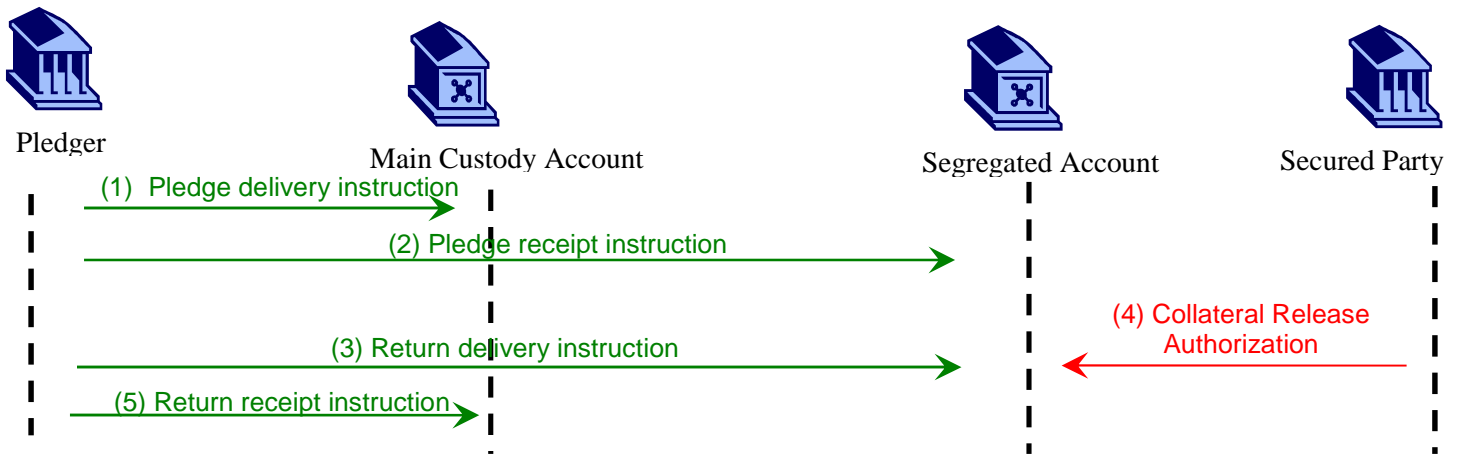 Pledger
Main Custody Account
Segregated Account
Secured Party
(1) Pledge delivery instruction
(2) Pledge receipt instruction
(3) Return delivery instruction
(4) Collateral Release
Authorization
(5) Return receipt instruction